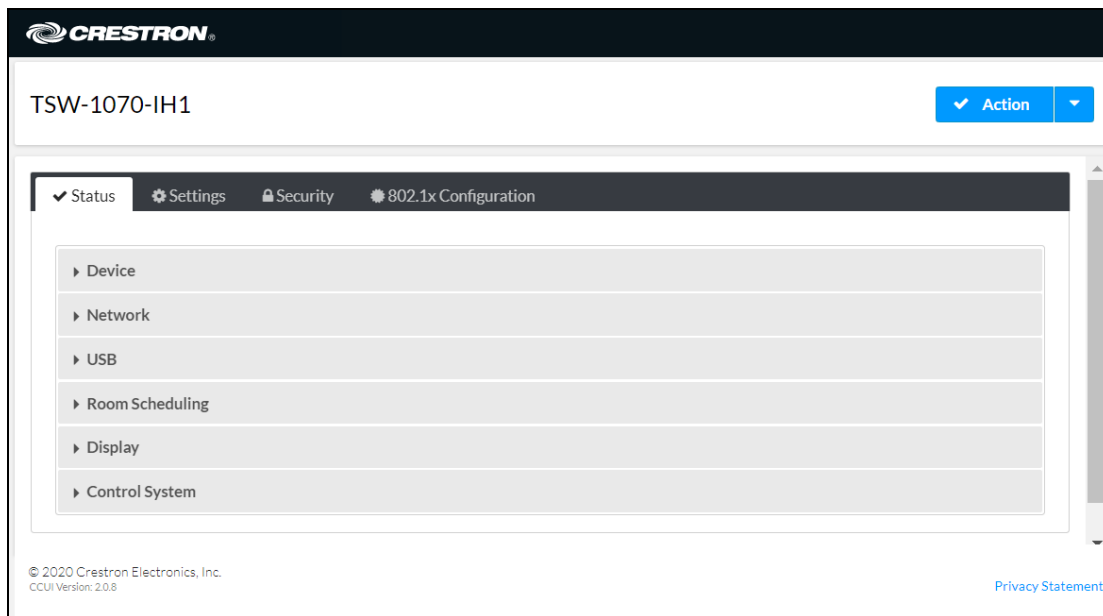 CRESTRON®
TSW-1070-IH1
Action
Status Settings Security 802.1x Configuration
Device
Network
USB
Room Scheduling
Display
Control System
© 2020 Crestron Electronics, Inc.
CCUI Version: 2.0.8
Privacy Statement